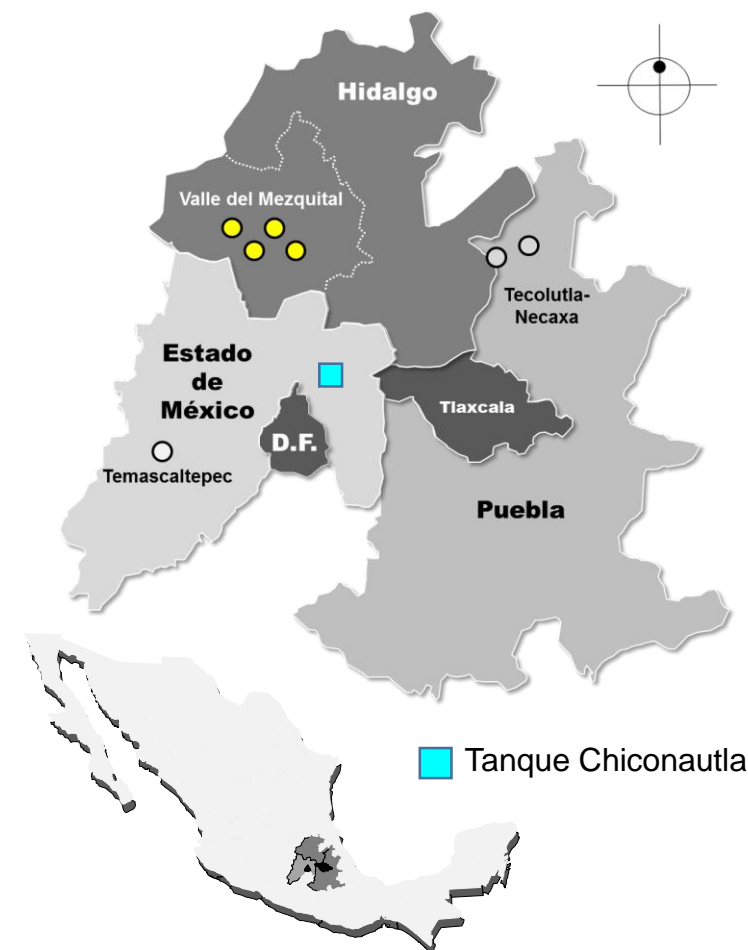 Hidalgo
Valle del Mezquital
Tecolutla-
Necaxa
Estado
de
México
Tlaxcala
D.F.
Temascaltepec
Puebla
Tanque Chiconautla